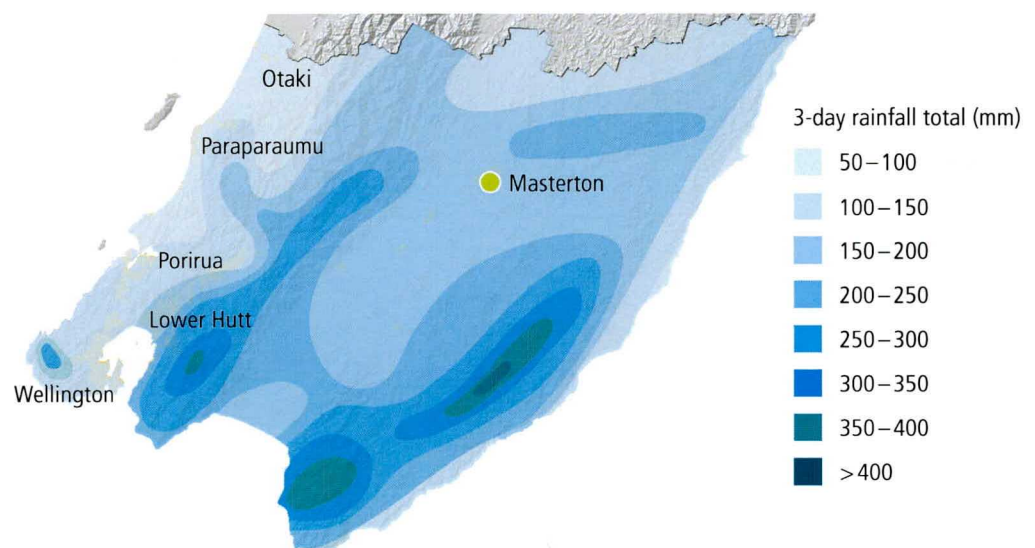 Otaki
Paraparaumu
Masterton
Porirua
Lower Hutt
Wellington
3-day rainfall total (mm)
50–100
100–150
150–200
200–250
250–300
300–350
350–400
>400